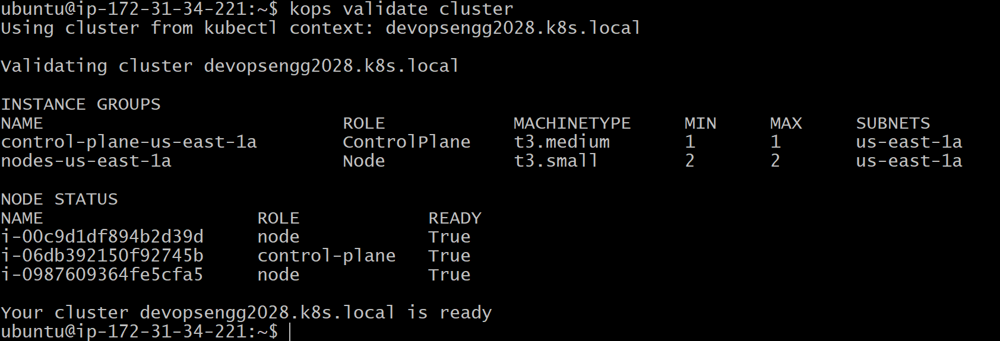 ubuntu@ip-172-31-34-221:~$ kops validate cluster
Using cluster from kubectl context: devopsengg2028.k8s.local
Validating cluster devopsengg2028.k8s.local
INSTANCE GROUPS
NAME ROLE MACHINETYPE MIN MAX SUBNETS
control-plane-us-east-1a ControlPlane t3.medium 1 1 us-east-1a
nodes-us-east-1a Node t3.small 2 2 us-east-1a
NODE STATUS
NAME ROLE READY
i-00c9d1df894b2d39d node True
i-06db392150f92745b control-plane True
i-0987609364fe5cfa5 node True
Your cluster devopsengg2028.k8s.local is ready
ubuntu@ip-172-31-34-221:~$